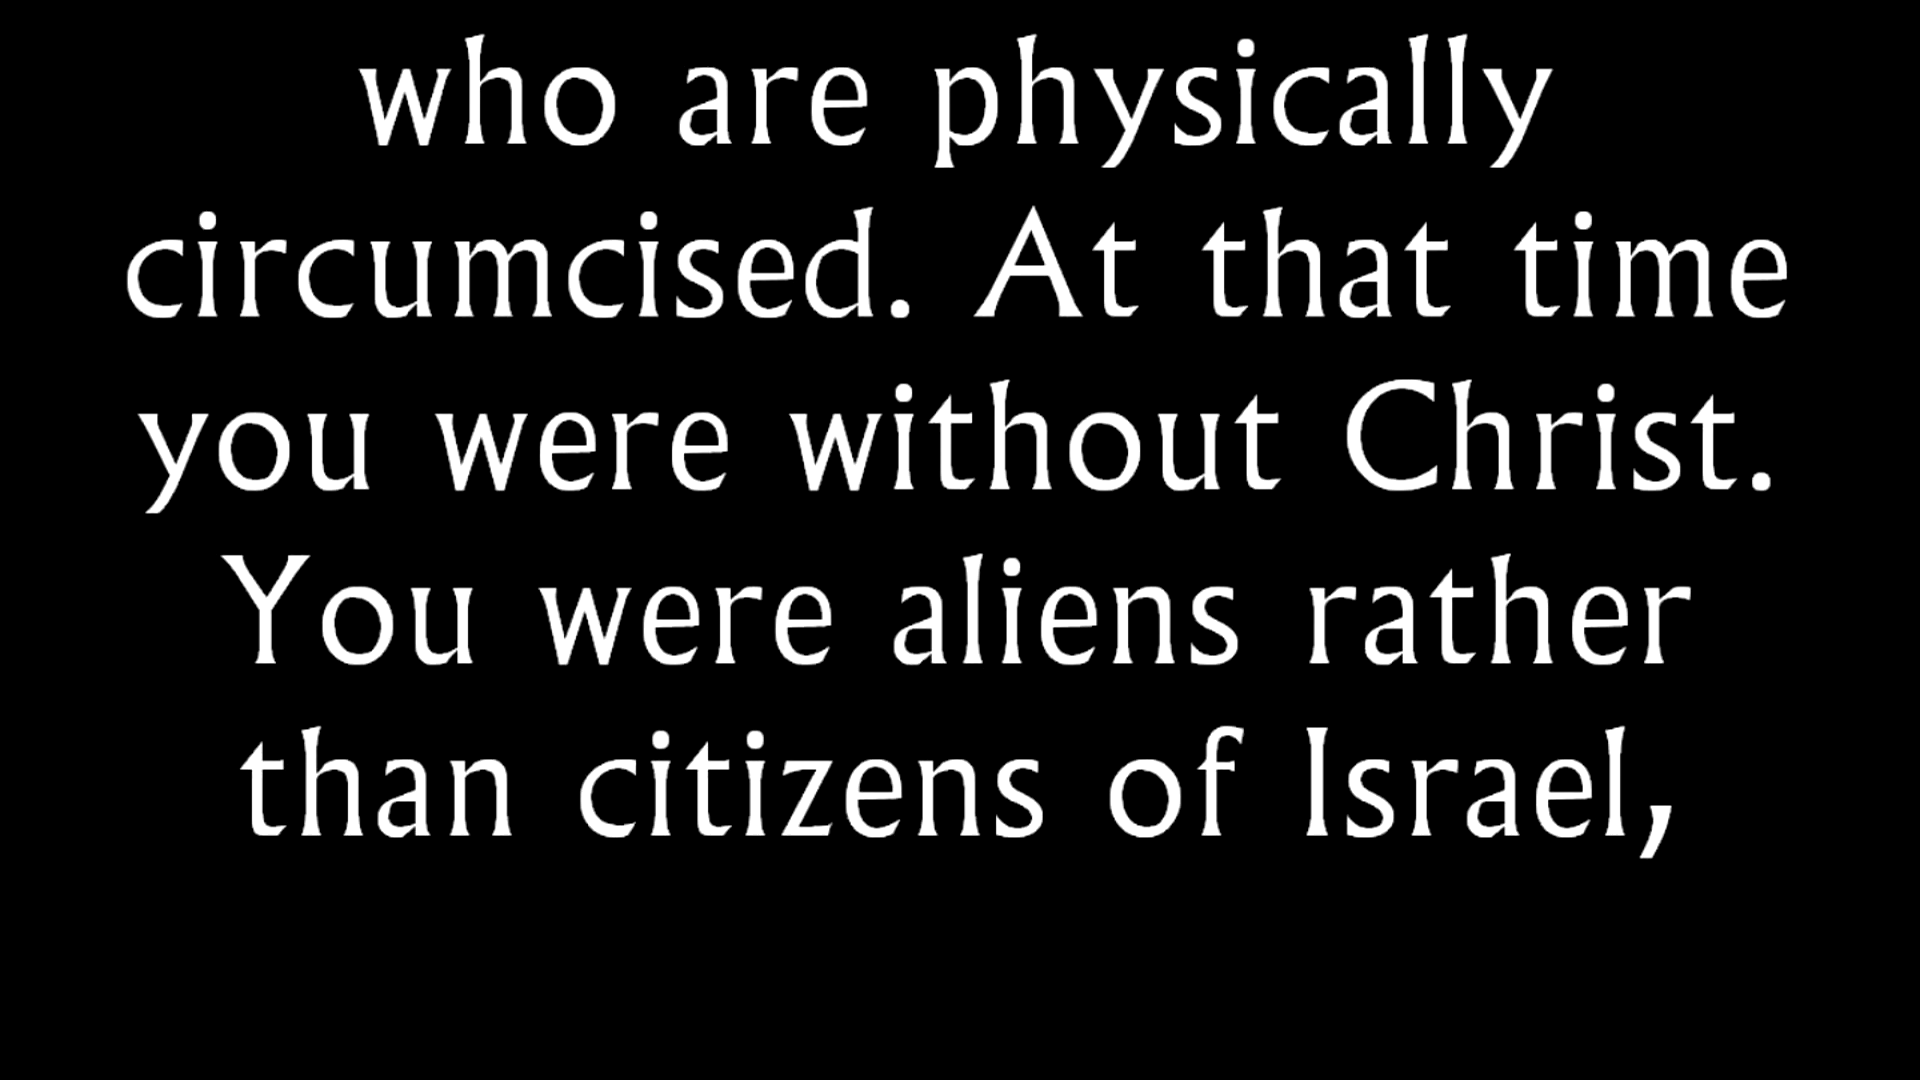 who are physically
circumcised. At that time
you were without Christ.
You were aliens rather
than citizens of Israel,